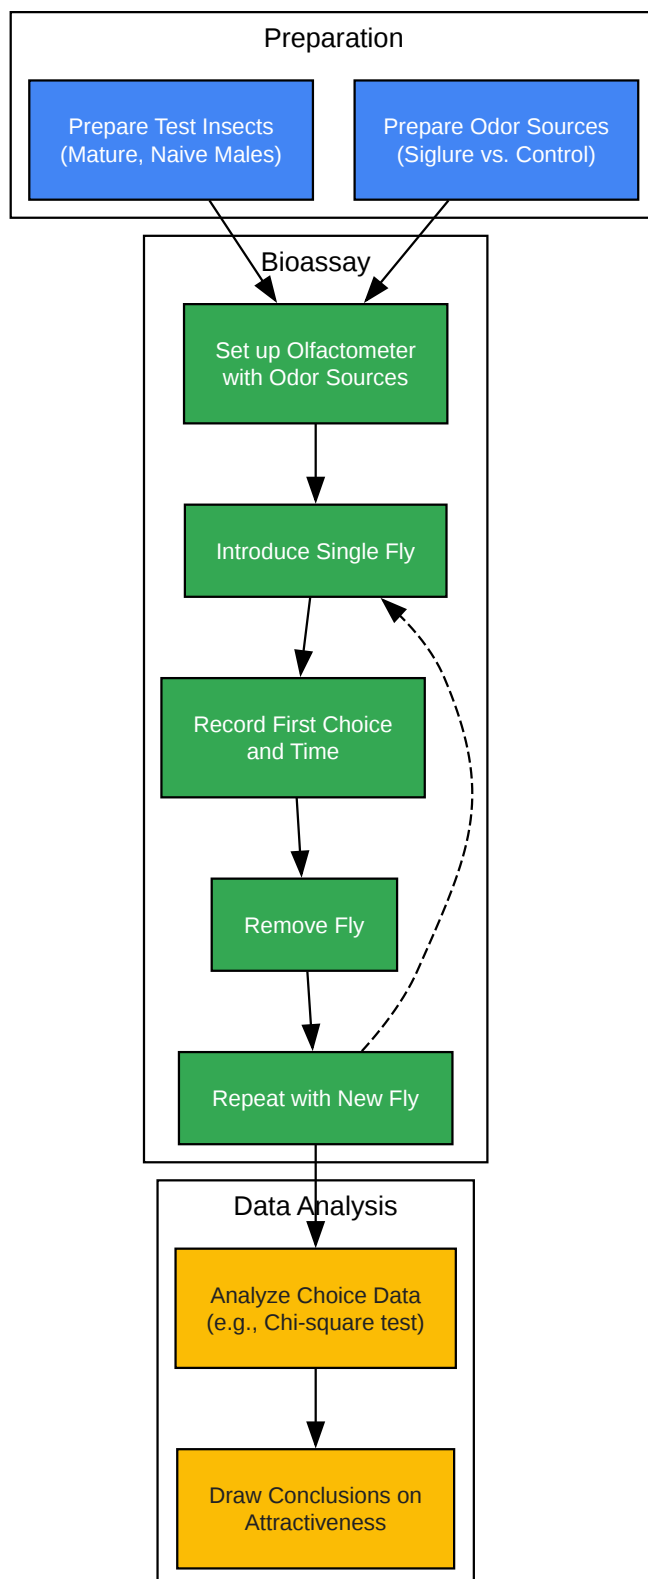 Preparation
Prepare Test Insects
(Mature, Naive Males)
Prepare Odor Sources
(Siglure vs. Control)
Bioassay
Set up Olfactometer
with Odor Sources
Introduce Single Fly
Record First Choice
and Time
Remove Fly
Repeat with New Fly
Data Analysis
Analyze Choice Data
(e.g., Chi-square test)
Draw Conclusions on
Attractiveness